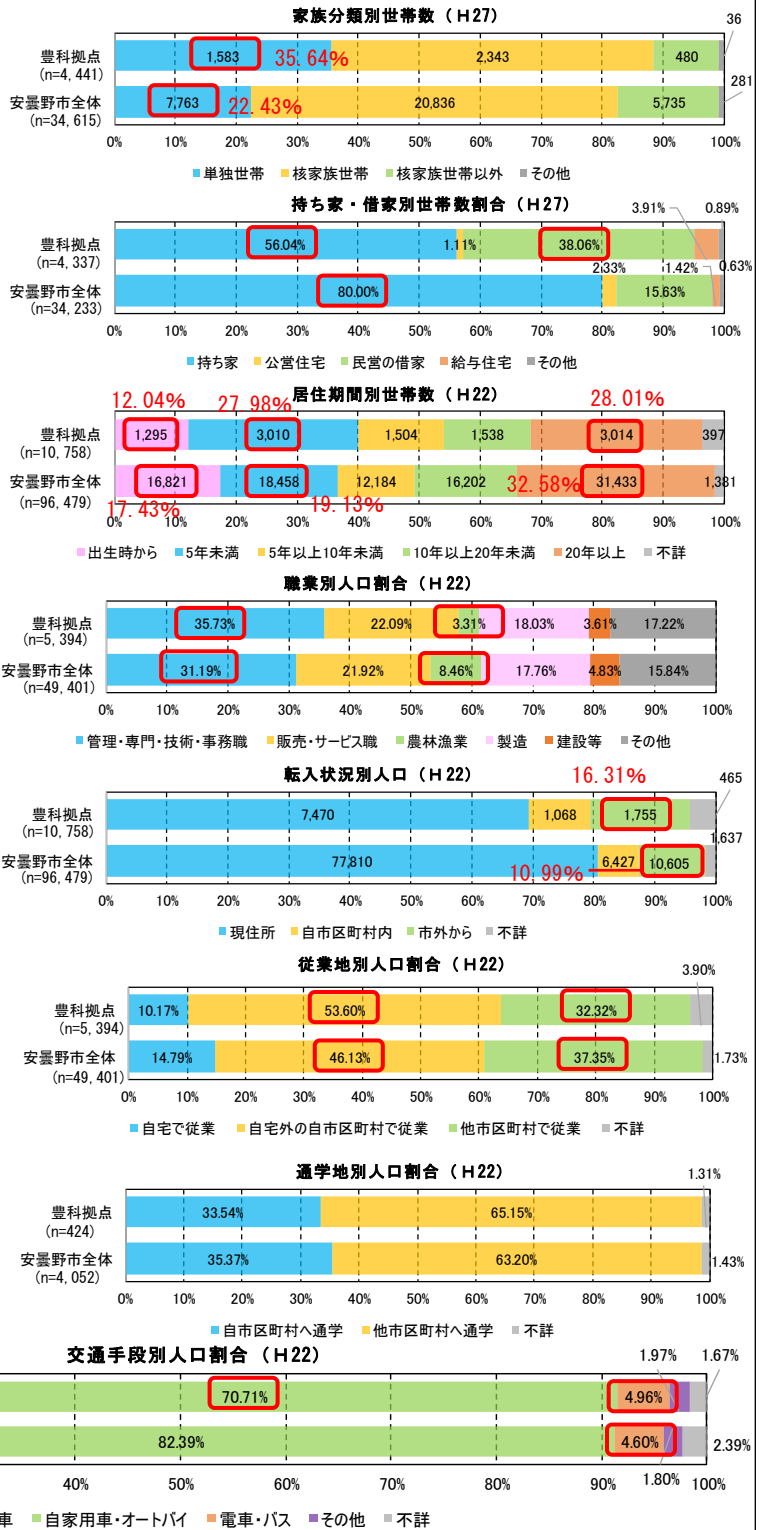 家族分類別世帯数（H27）
36
豊科拠点
(n=4,441)
1,583
35.64%
2,343
480
281
安曇野市全体
(n=34,615)
7,763
22.43%
20,836
5,735
0% 10% 20% 30% 40% 50% 60% 70% 80% 90% 100%
■単独世帯 ■核家族世帯 ■核家族世帯以外 ■その他
持ち家・借家別世帯数割合（H27）
3.91% 0.89%
豊科拠点
(n=4,337)
56.04% 1.11% 38.06%
2.33% 1.42% 0.63%
安曇野市全体
(n=34,233)
80.00% 15.63%
0% 10% 20% 30% 40% 50% 60% 70% 80% 90% 100%
■持ち家 ■公営住宅 ■民営の借家 ■給与住宅 ■その他
居住期間別世帯数（H22）
12.04% 27.98% 28.01%
豊科拠点
(n=10,758)
1,295 3,010 1,504 1,538 3,014 397
安曇野市全体
(n=96,479)
16,821 18,458 12,184 16,202 32.58% 31,433 1,381
17.43% 19.13%
0% 10% 20% 30% 40% 50% 60% 70% 80% 90% 100%
■出生時から ■5年未満 ■5年以上10年未満 ■10年以上20年未満 ■20年以上 ■不詳
職業別人口割合（H22）
豊科拠点
(n=5,394)
35.73% 22.09% 3.31% 18.03% 3.61% 17.22%
安曇野市全体
(n=49,401)
31.19% 21.92% 8.46% 17.76% 4.83% 15.84%
0% 10% 20% 30% 40% 50% 60% 70% 80% 90% 100%
■管理・専門・技術・事務職 ■販売・サービス職 ■農林漁業 ■製造 ■建設等 ■その他
転入状況別人口（H22）
16.31% 465
豊科拠点
(n=10,758)
7,470 1,068 1,755
1,637
安曇野市全体
(n=96,479)
77,810 6,427 10,605
10.99%
0% 10% 20% 30% 40% 50% 60% 70% 80% 90% 100%
■現住所 ■自市区町村内 ■市外から ■不詳
従業地別人口割合（H22）
3.90%
豊科拠点
(n=5,394)
10.17% 53.60% 32.32%
安曇野市全体
(n=49,401)
14.79% 46.13% 37.35% 1.73%
0% 10% 20% 30% 40% 50% 60% 70% 80% 90% 100%
■自宅で従業 ■自宅外の自市区町村で従業 ■他市区町村で従業 ■不詳
通学地別人口割合（H22）
1.31%
豊科拠点
(n=424)
33.54% 65.15%
安曇野市全体
(n=4,052)
35.37% 63.20% 1.43%
0% 10% 20% 30% 40% 50% 60% 70% 80% 90% 100%
■自市区町村へ通学 ■他市区町村へ通学 ■不詳
交通手段別人口割合（H22）
1.97% 1.67%
70.71% 4.96%
82.39% 4.60% 2.39%
1.80%
40% 50% 60% 70% 80% 90% 100%
車 ■自家用車・オートバイ ■電車・バス ■その他 ■不詳